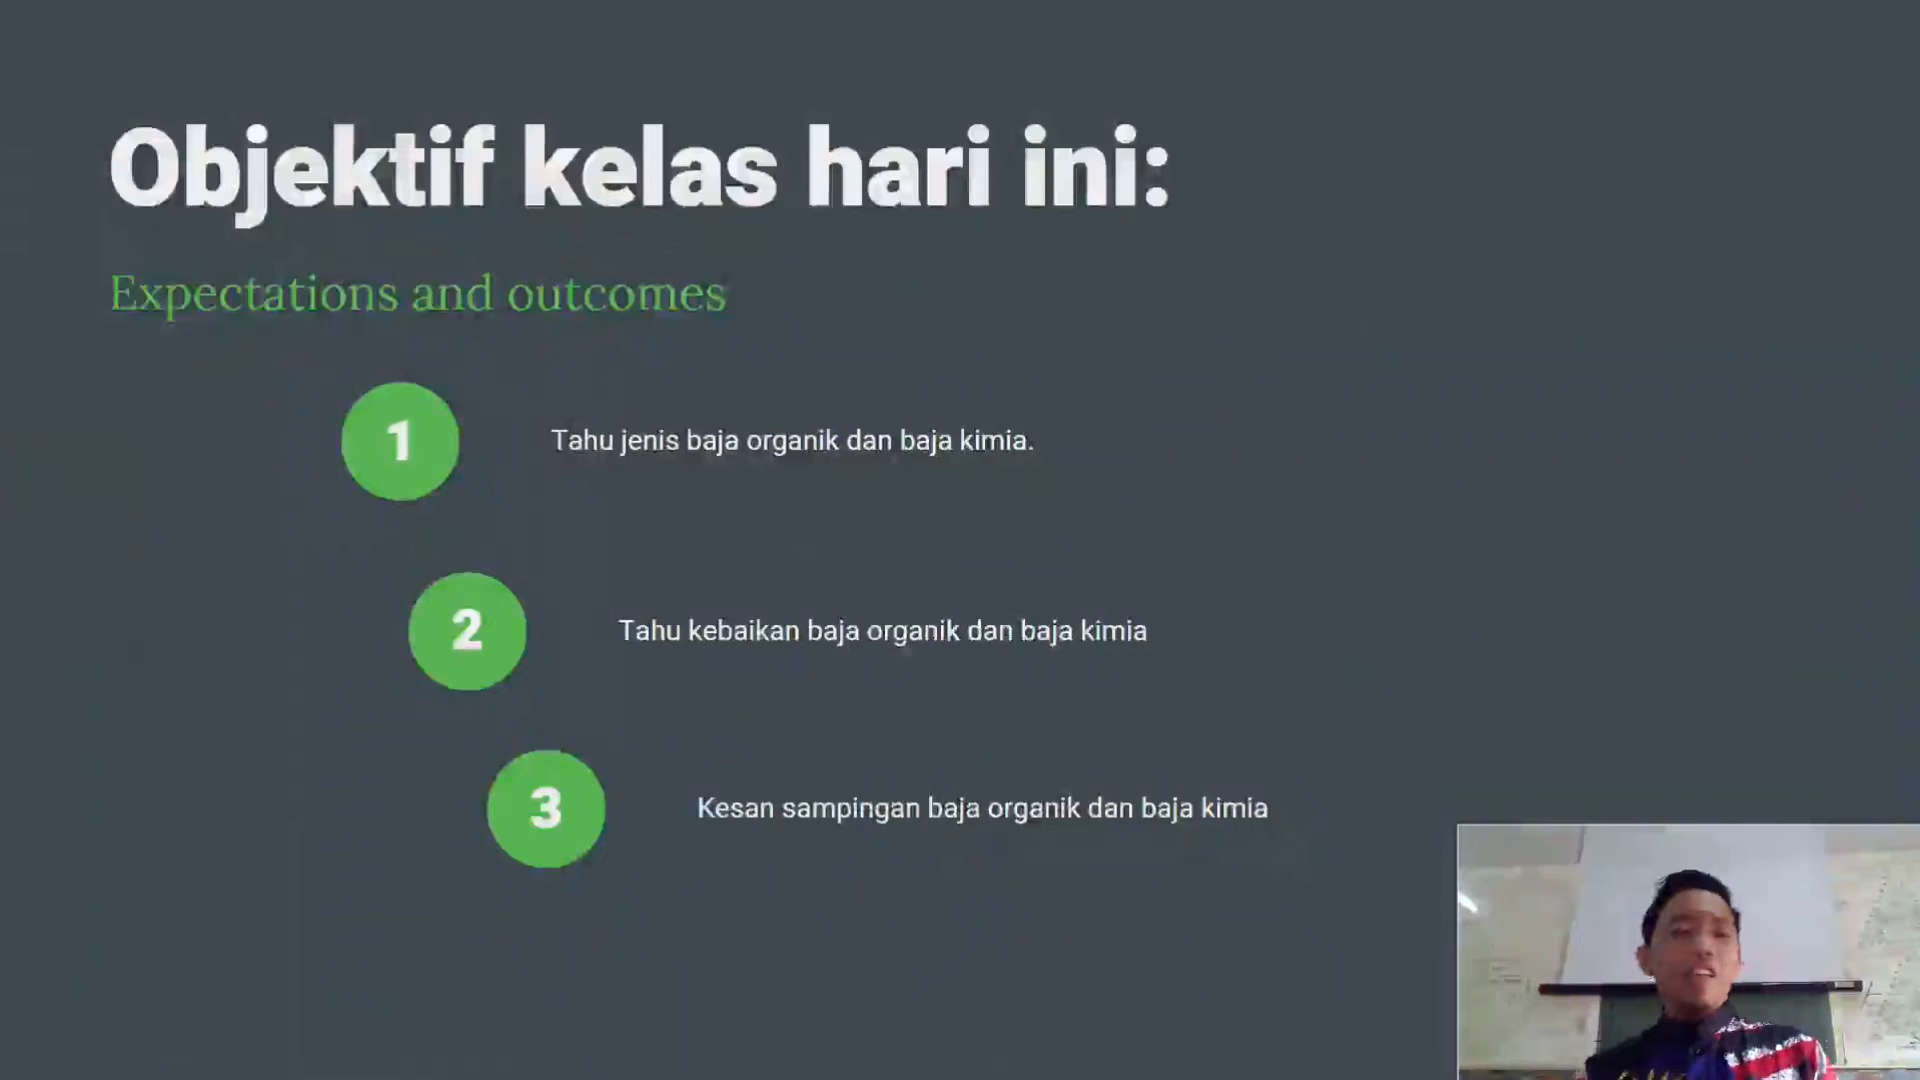 Objektif kelas hari ini:
Expectations and outcomes
1
Tahu jenis baja organik dan baja kimia.
2
Tahu kebaikan baja organik dan baja kimia
3
Kesan sampingan baja organik dan baja kimia